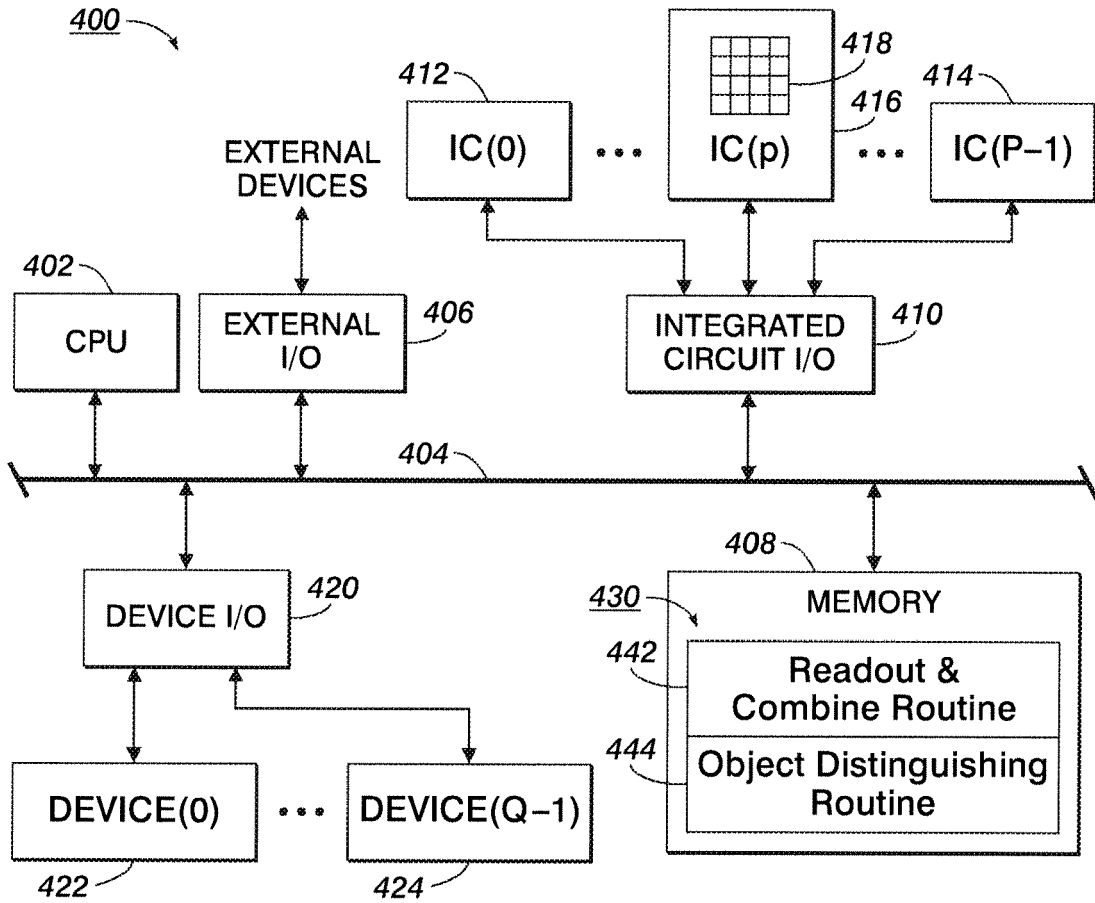 400
412
418
416
414
IC(0)
• • •
IC(p)
• • •
IC(P-1)
EXTERNAL
DEVICES
402
CPU
EXTERNAL
I/O
406
INTEGRATED
CIRCUIT I/O
410
404
DEVICE I/O
420
408
MEMORY
430
442
Readout &
Combine Routine
444
Object Distinguishing
Routine
DEVICE(0)
• • •
DEVICE(Q-1)
422
424